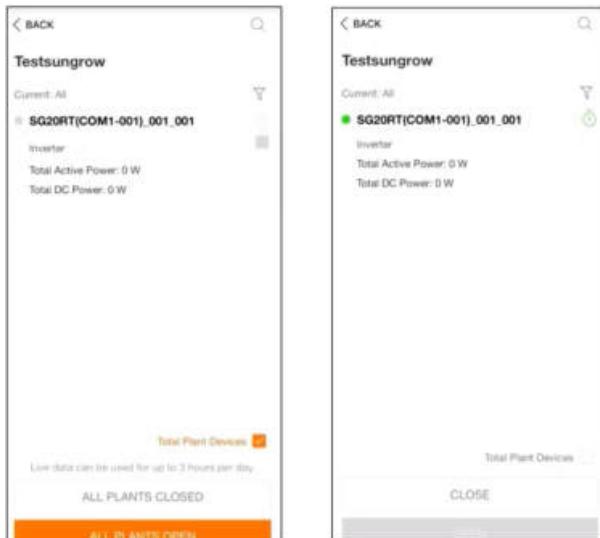 BACK
Testsungrow
Current: All
SG20RT(COM1-001)_001_001
Inverter
Total Active Power: 0 W
Total DC Power: 0 W
Total Plant Devices
Live data can be used for up to 3 hours per day
ALL PLANTS CLOSED
ALL PLANTS OPEN
BACK
Testsungrow
Current: All
SG20RT(COM1-001)_001_001
Inverter
Total Active Power: 0 W
Total DC Power: 0 W
Total Plant Devices
CLOSE